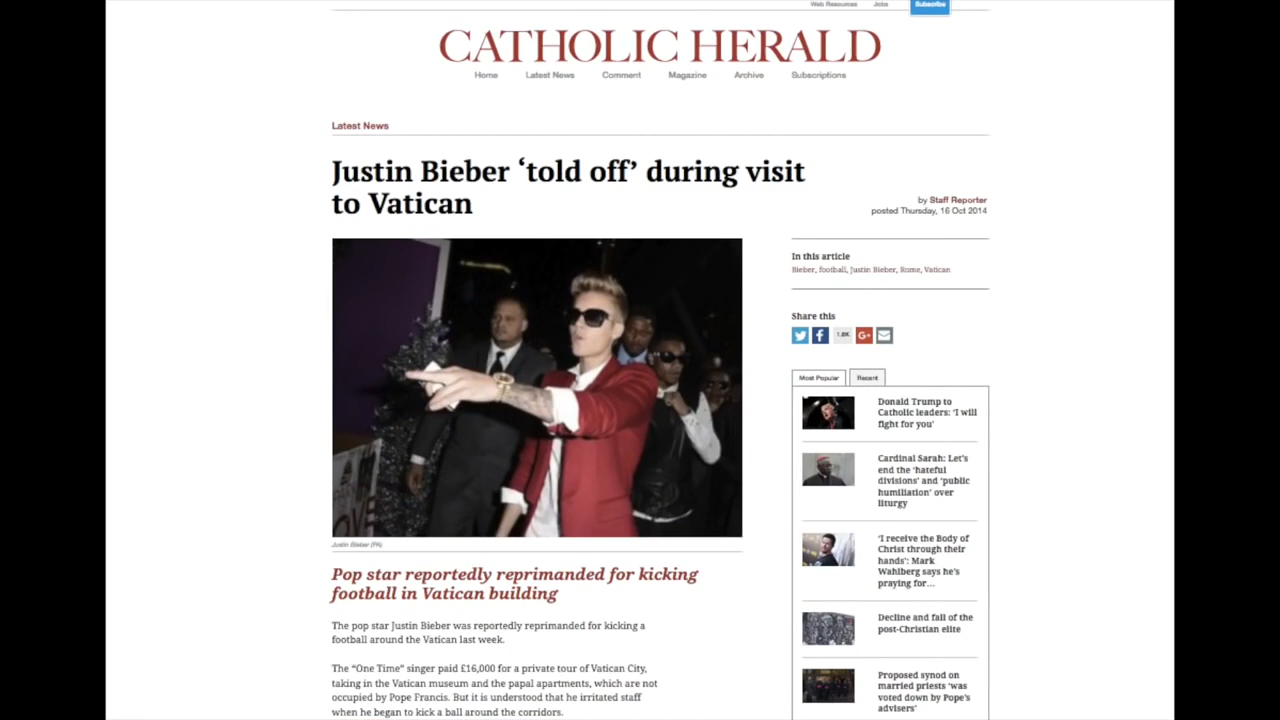 Web Resources Jobs Subscribe
CATHOLIC HERALD
Home Latest News Comment Magazine Archive Subscriptions
Latest News
Justin Bieber ‘told off’ during visit
to Vatican
by Staff Reporter
posted Thursday, 16 Oct 2014
In this article
Bieber, football, Justin Bieber, Rome, Vatican
Share this
1.8K G+
Most Popular Recent
Donald Trump to
Catholic leaders: ‘I will
fight for you’
Cardinal Sarah: Let’s
end the ‘hateful
divisions’ and ‘public
humiliation’ over
liturgy
‘I receive the Body of
Christ through their
hands’: Mark
Wahlberg says he’s
praying for...
Decline and fall of the
post-Christian elite
Proposed synod on
married priests ‘was
voted down by Pope’s
advisers’
Justin Bieber (PA)
Pop star reportedly reprimanded for kicking
football in Vatican building
The pop star Justin Bieber was reportedly reprimanded for kicking a
football around the Vatican last week.
The “One Time” singer paid £16,000 for a private tour of Vatican City,
taking in the Vatican museum and the papal apartments, which are not
occupied by Pope Francis. But it is understood that he irritated staff
when he began to kick a ball around the corridors.